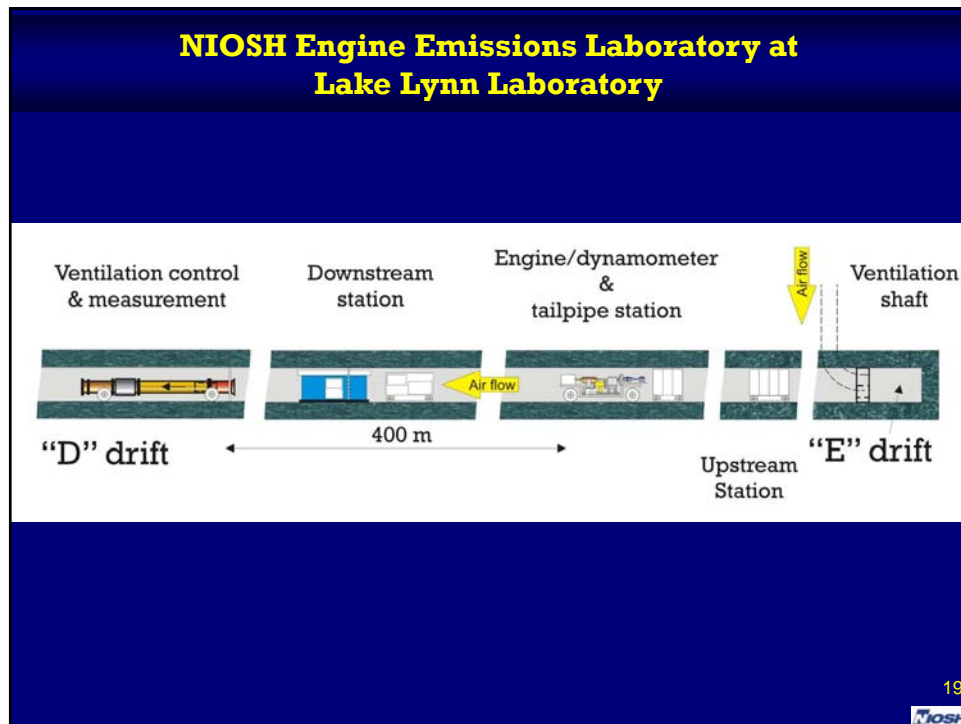 NIOSH Engine Emissions Laboratory at
Lake Lynn Laboratory
Ventilation control
& measurement
Downstream
station
Engine/dynamometer
&
tailpipe station
Air flow
Ventilation
shaft
Air flow
"D" drift
400 m
Upstream
Station
"E" drift
19
NIOSH